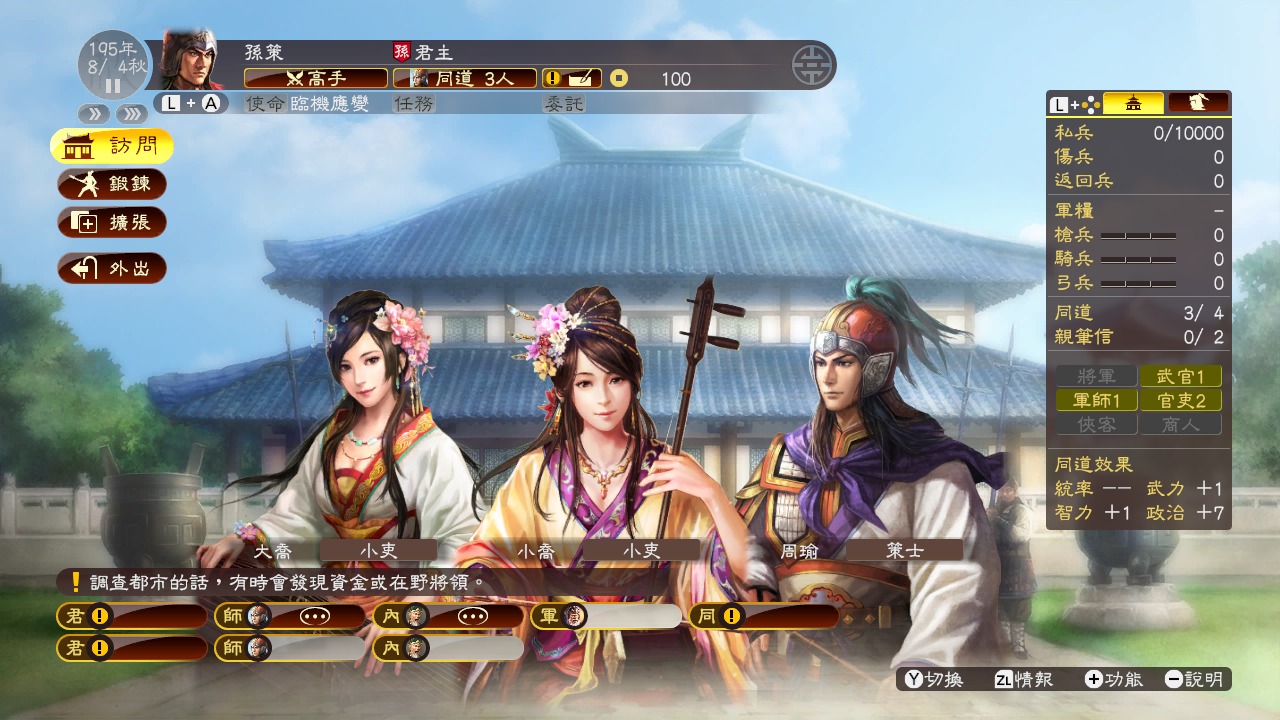 195年
8/ 4秋
孫策
孫 君主
高手
同道 3人
100
L + A
使命 臨機應變 任務 委託
訪問
鍛鍊
擴張
外出
L +
私兵 0/10000
傷兵 0
返回兵 0
軍糧 –
槍兵 0
騎兵 0
弓兵 0
同道 3/ 4
親筆信 0/ 2
將軍 武官1
軍師1 官吏2
俠客 商人
同道效果
統率 −− 武力 +1
智力 +1 政治 +7
大喬 小吏 小喬 小吏 周瑜 策士
! 調查都市的話，有時會發現資金或在野將領。
君 師 內 軍 同
君 師 內
Y 切換 ZL 情報 + 功能 − 說明